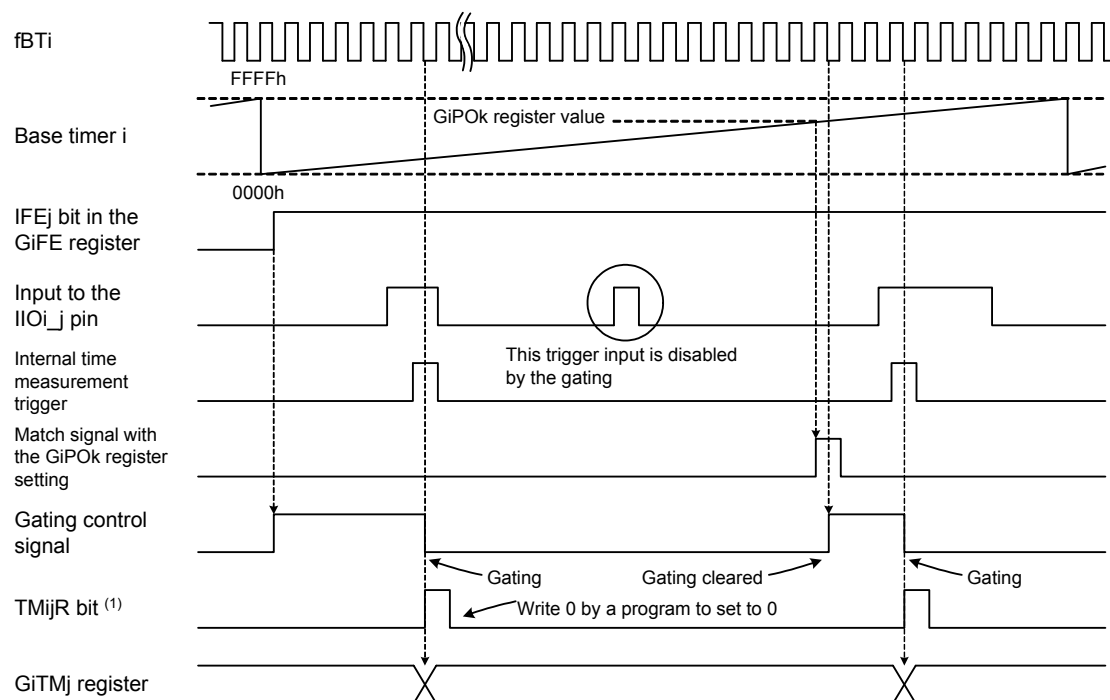 fBTi
FFFFh
Base timer i
GiPOk register value
0000h
IFEj bit in the
GiFE register
Input to the
IIOi_j pin
This trigger input is disabled
by the gating
Internal time
measurement
trigger
Match signal with
the GiPOk register
setting
Gating control
signal
Gating
Gating cleared
Gating
TMijR bit (1)
Write 0 by a program to set to 0
GiTMj register